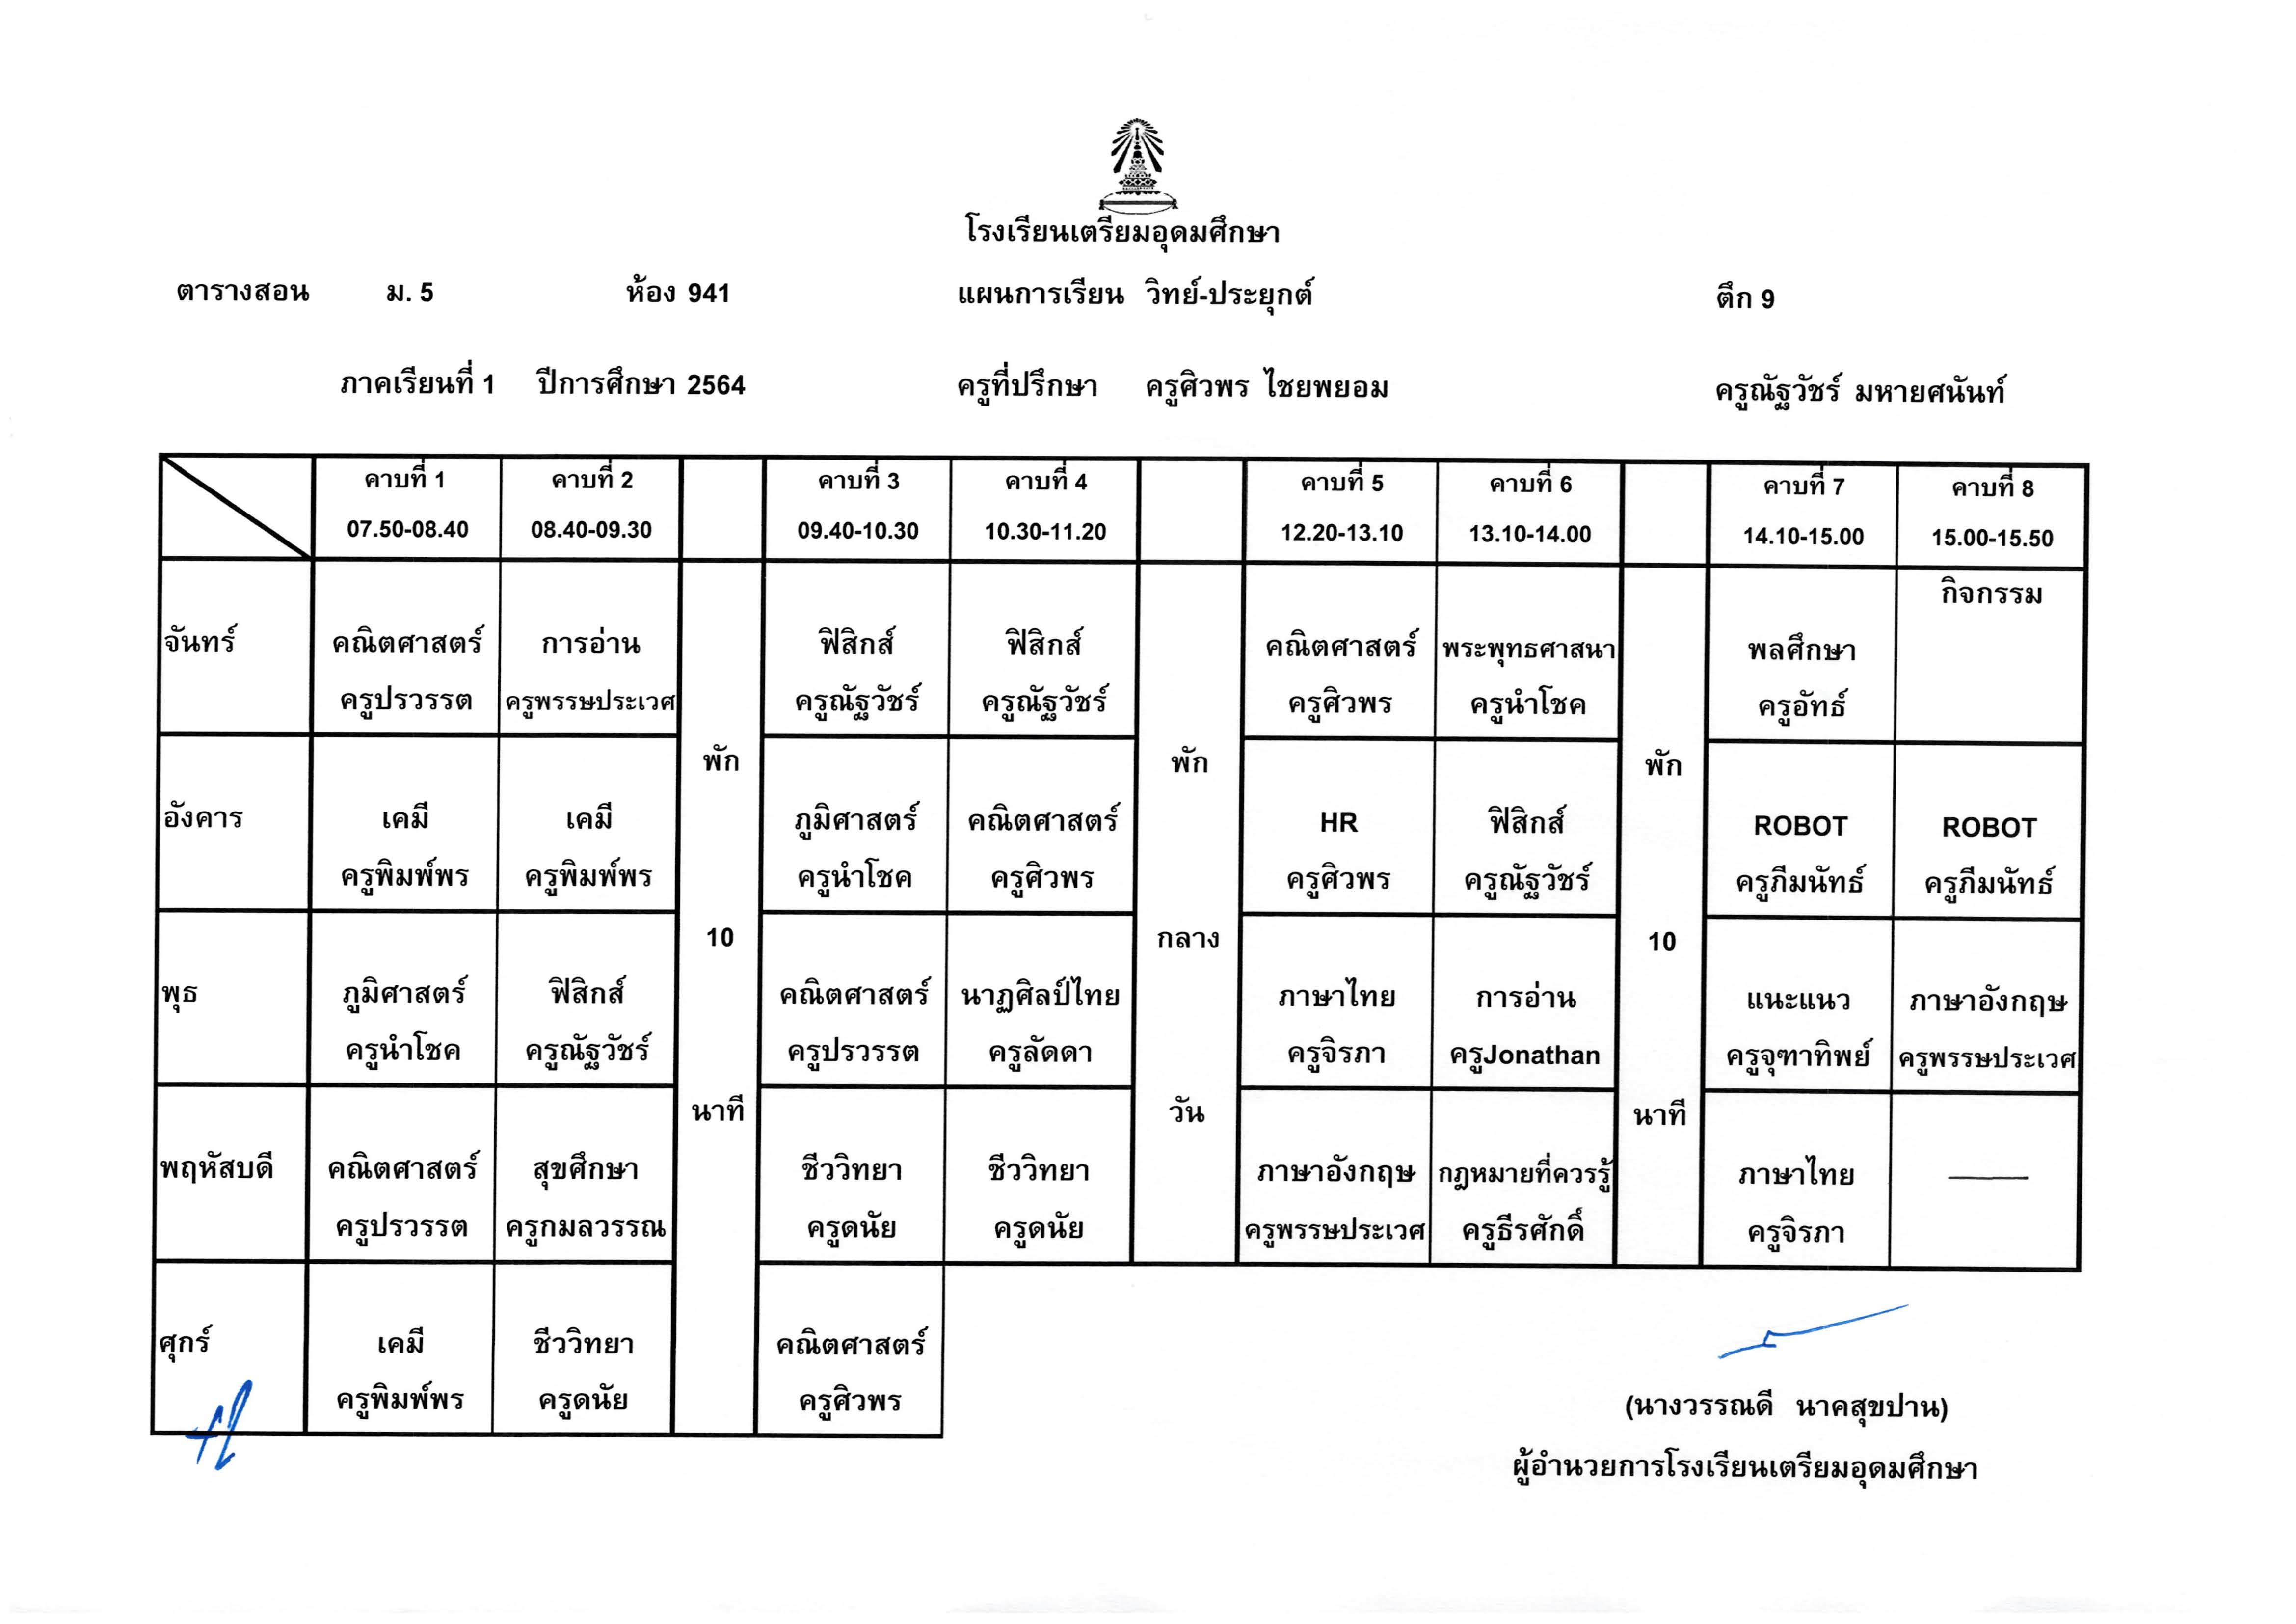 โรงเรียนเตรียมอุดมศึกษา
ตารางสอน ม. 5 ห้อง 941 แผนการเรียน วิทย์-ประยุกต์ ตึก 9
ภาคเรียนที่ 1 ปีการศึกษา 2564 ครูที่ปรึกษา ครูศิวพร ไชยพยอม ครูณัฐวัชร์ มหายศนันท์
คาบที่ 1 คาบที่ 2 คาบที่ 3 คาบที่ 4 คาบที่ 5 คาบที่ 6 คาบที่ 7 คาบที่ 8
07.50-08.40 08.40-09.30 09.40-10.30 10.30-11.20 12.20-13.10 13.10-14.00 14.10-15.00 15.00-15.50
กิจกรรม
จันทร์ คณิตศาสตร์ การอ่าน ฟิสิกส์ ฟิสิกส์ คณิตศาสตร์ พระพุทธศาสนา พลศึกษา
ครูปรวรรต ครูพรรษประเวศ ครูณัฐวัชร์ ครูณัฐวัชร์ ครูศิวพร ครูนำโชค ครูอัทธ์
พัก พัก พัก
อังคาร เคมี เคมี ภูมิศาสตร์ คณิตศาสตร์ HR ฟิสิกส์ ROBOT ROBOT
ครูพิมพ์พร ครูพิมพ์พร ครูนำโชค ครูศิวพร ครูศิวพร ครูณัฐวัชร์ ครูภีมนัทธ์ ครูภีมนัทธ์
10 กลาง 10
พุธ ภูมิศาสตร์ ฟิสิกส์ คณิตศาสตร์ นาฏศิลป์ไทย ภาษาไทย การอ่าน แนะแนว ภาษาอังกฤษ
ครูนำโชค ครูณัฐวัชร์ ครูปรวรรต ครูลัดดา ครูจิรภา ครูJonathan ครูจุฑาทิพย์ ครูพรรษประเวศ
นาที วัน นาที
พฤหัสบดี คณิตศาสตร์ สุขศึกษา ชีววิทยา ชีววิทยา ภาษาอังกฤษ กฎหมายที่ควรรู้ ภาษาไทย
ครูปรวรรต ครูกมลวรรณ ครูดนัย ครูดนัย ครูพรรษประเวศ ครูธีรศักดิ์ ครูจิรภา
ศุกร์ เคมี ชีววิทยา คณิตศาสตร์
ครูพิมพ์พร ครูดนัย ครูศิวพร
(นางวรรณดี นาคสุขปาน)
ผู้อำนวยการโรงเรียนเตรียมอุดมศึกษา